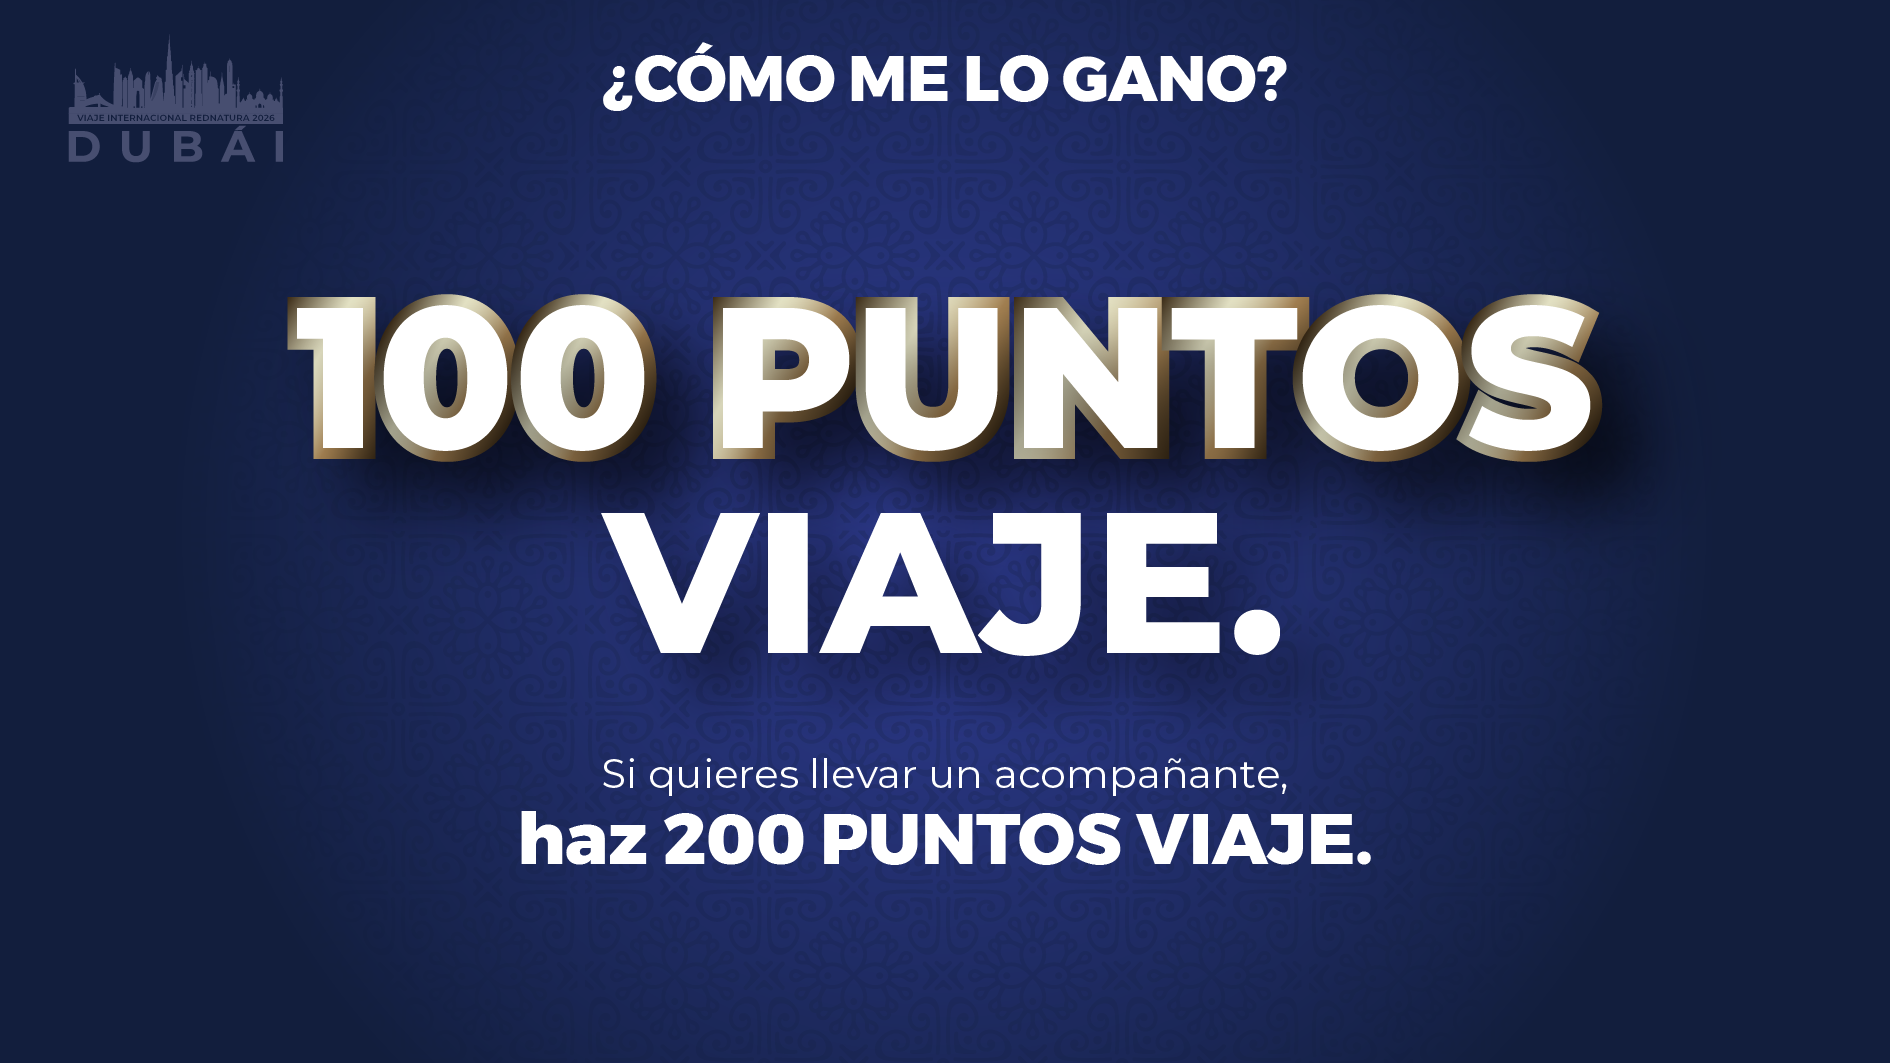 ¿CÓMO ME LO GANO?
VIAJE INTERNACIONAL REDNATURA 2026
DUBÁI
100 PUNTOS
VIAJE.
Si quieres llevar un acompañante,
haz 200 PUNTOS VIAJE.